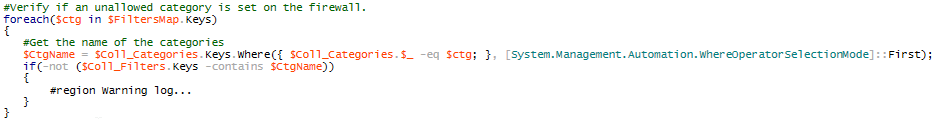 #Verify if an unallowed category is set on the firewall.
foreach($ctg in $FiltersMap.Keys)
{
#Get the name of the categories
$CtgName = $Coll_Categories.Keys.Where({ $Coll_Categories.$_ -eq $ctg; }, [System.Management.Automation.WhereOperatorSelectionMode]::First);
if(-not ($Coll_Filters.Keys -contains $CtgName))
{
#region Warning log...
}
}